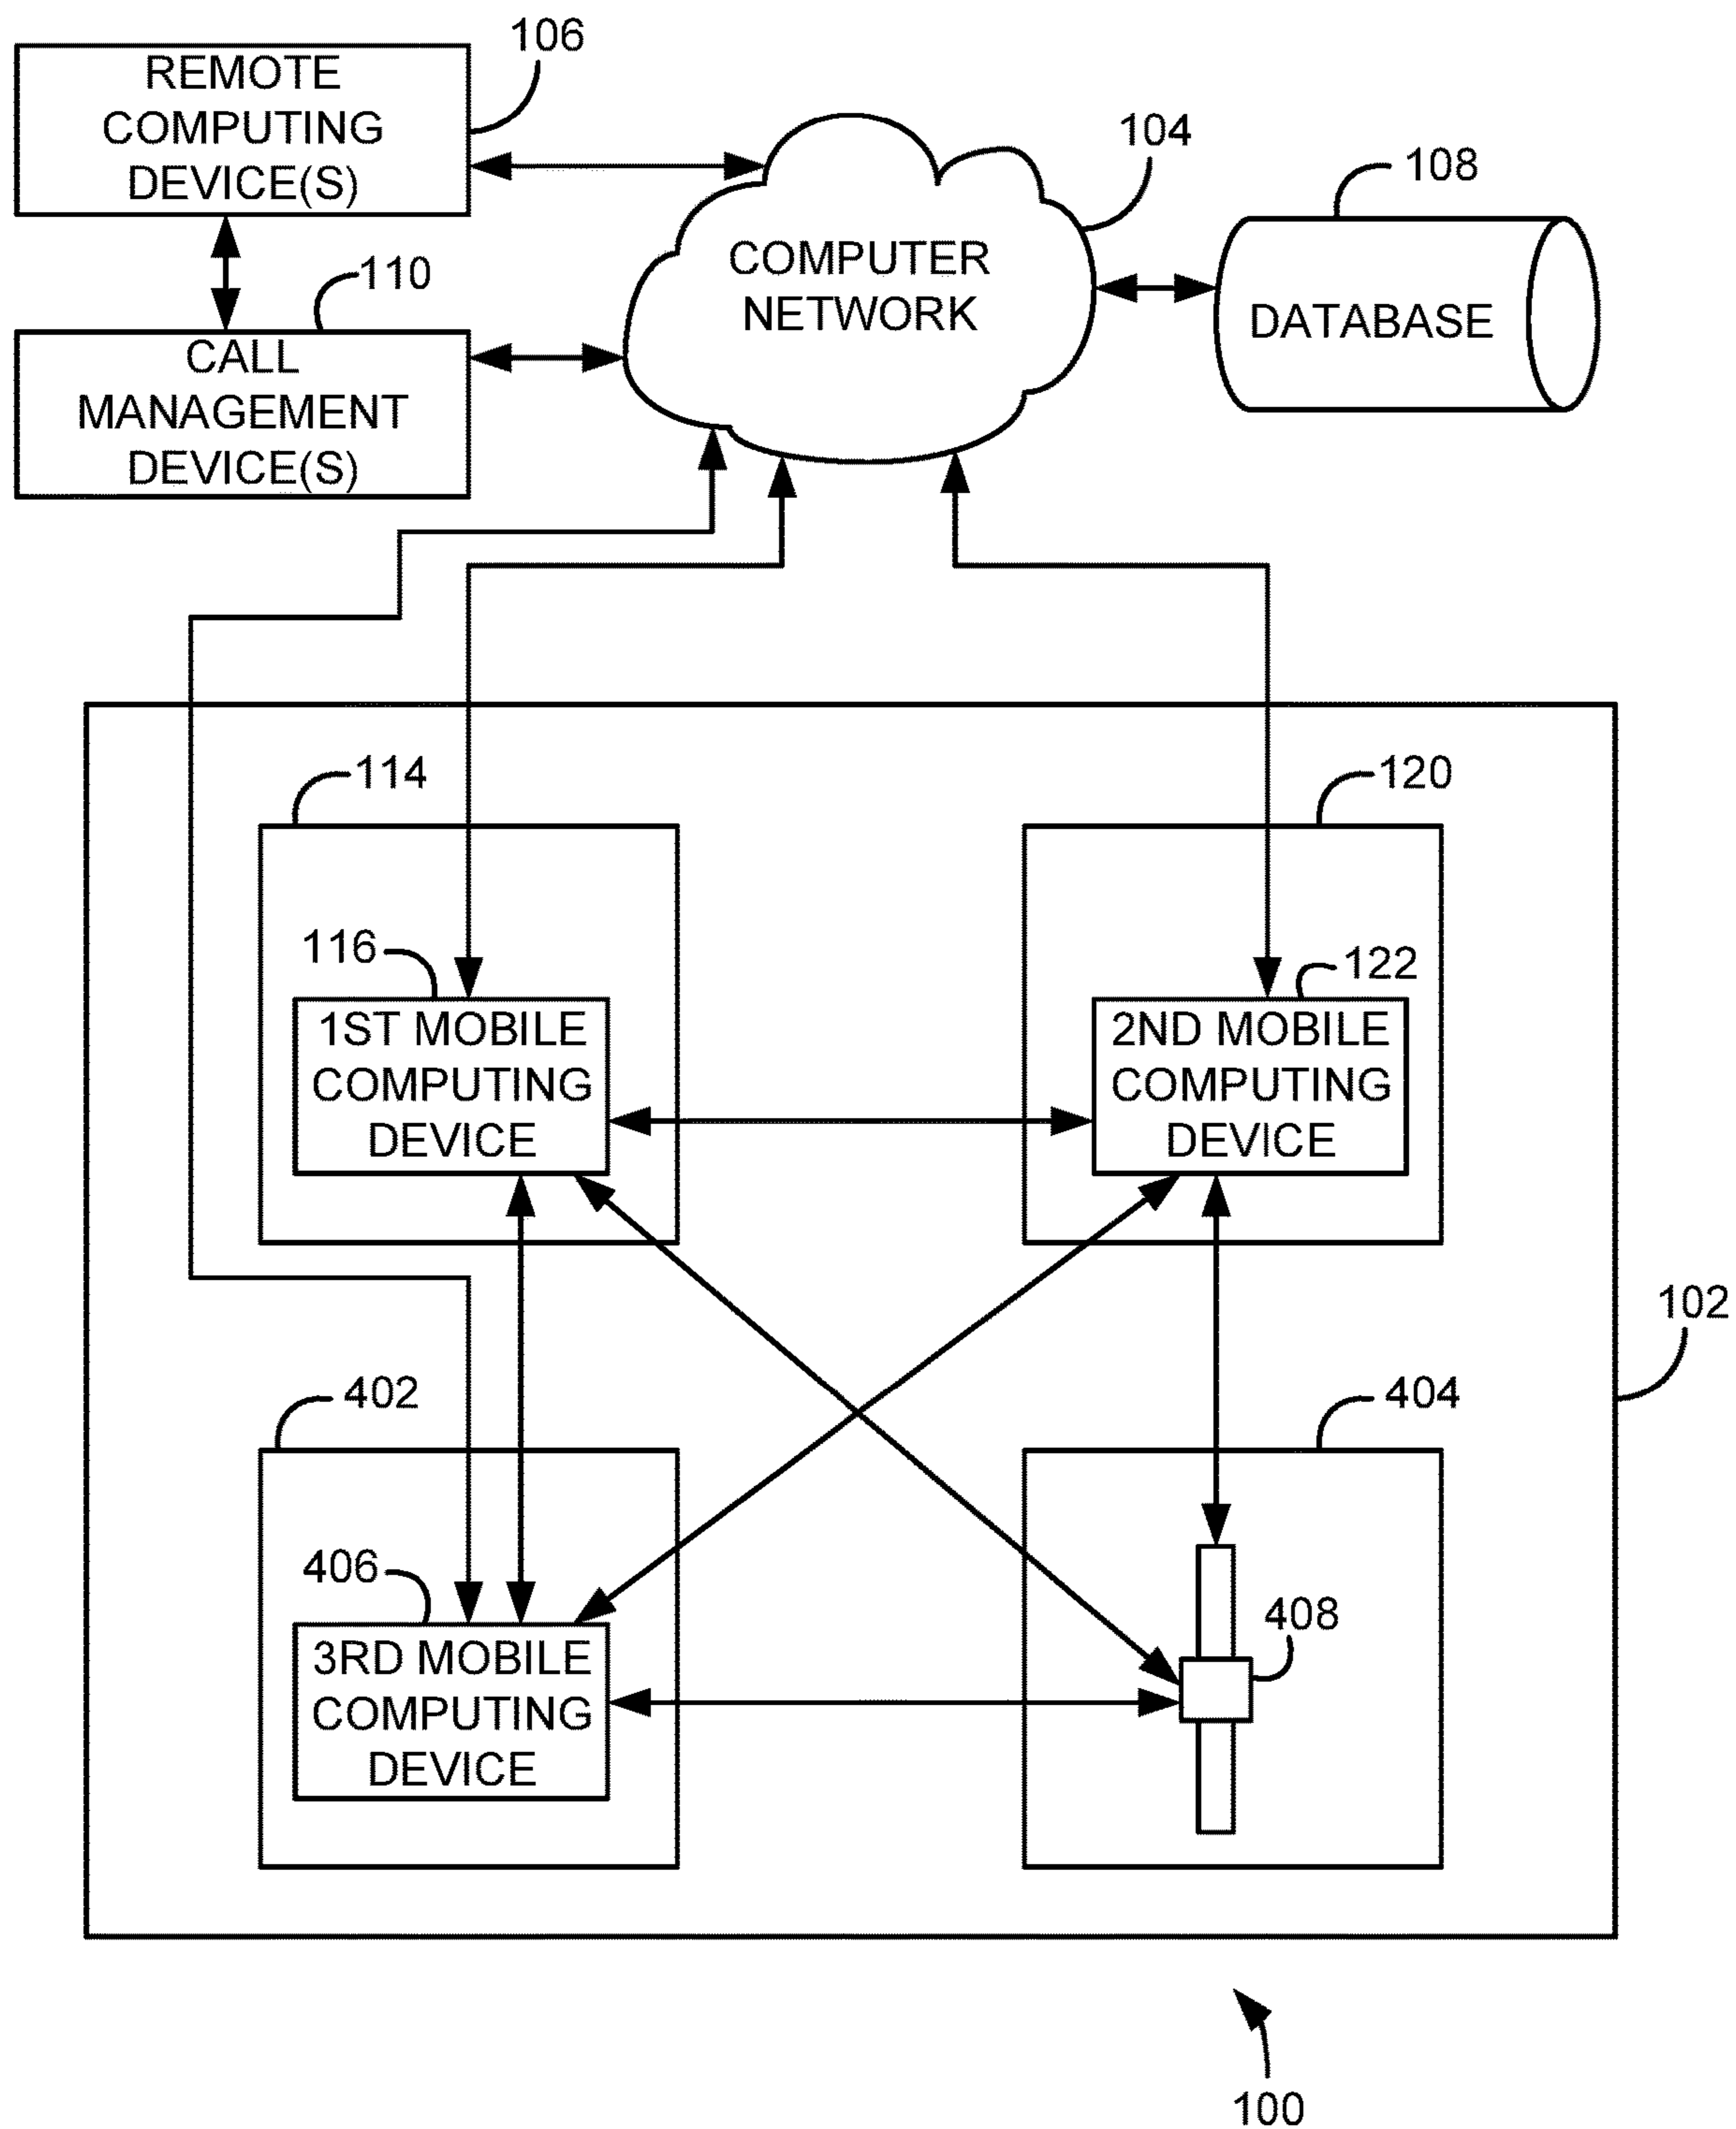 106
REMOTE
COMPUTING
DEVICE(S)
104
108
COMPUTER
NETWORK
DATABASE
110
CALL
MANAGEMENT
DEVICE(S)
114
120
116
1ST MOBILE
COMPUTING
DEVICE
122
2ND MOBILE
COMPUTING
DEVICE
102
402
404
406
3RD MOBILE
COMPUTING
DEVICE
408
100